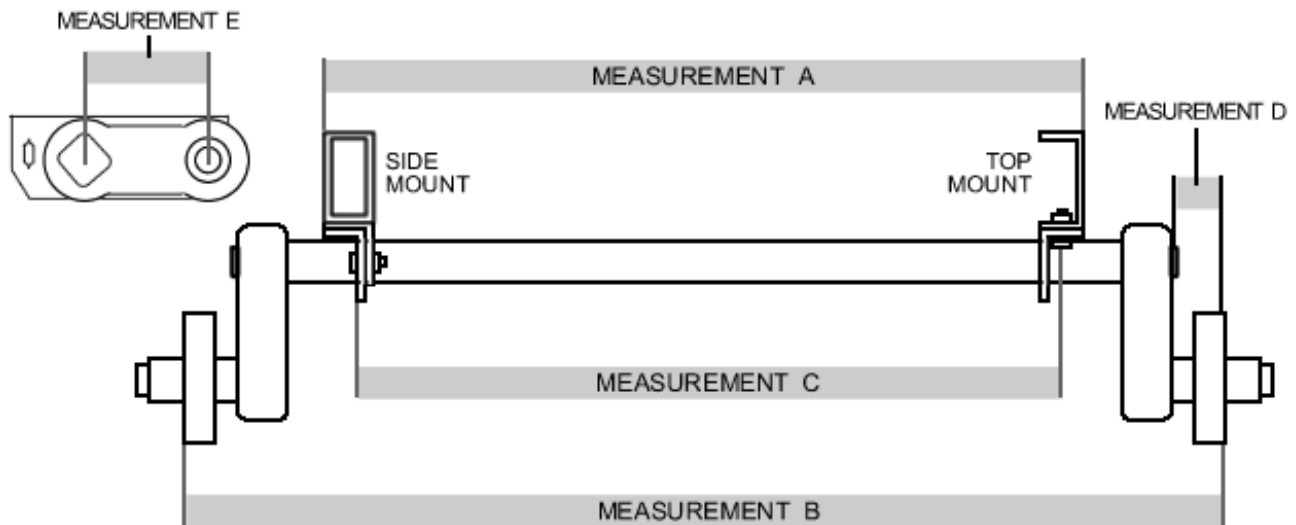 MEASUREMENT E
MEASUREMENT A
MEASUREMENT D
SIDE
MOUNT
TOP
MOUNT
MEASUREMENT C
MEASUREMENT B